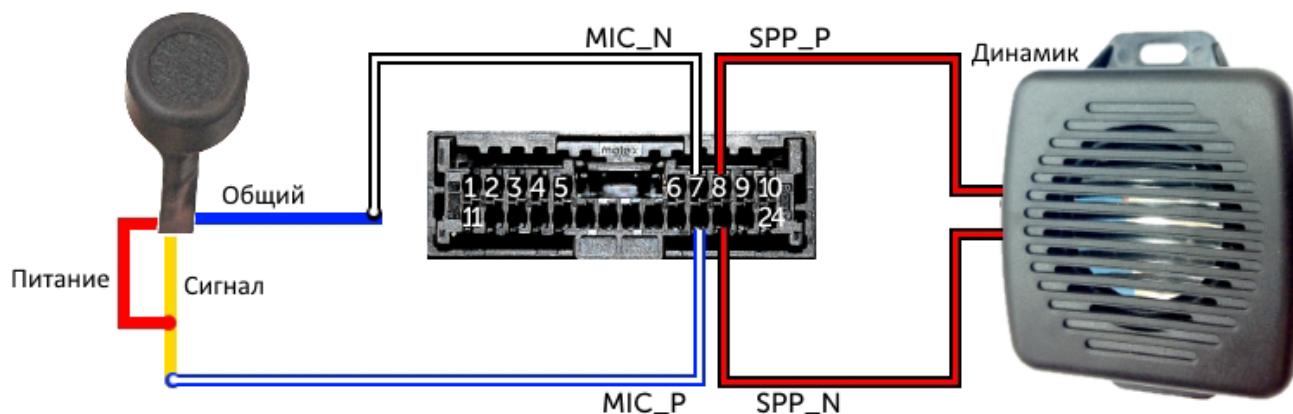 MIC_N
SPP_P
Динамик
molex
1 2 3 4 5 6 7 8 9 10
11 24
Общий
Питание
Сигнал
MIC_P
SPP_N